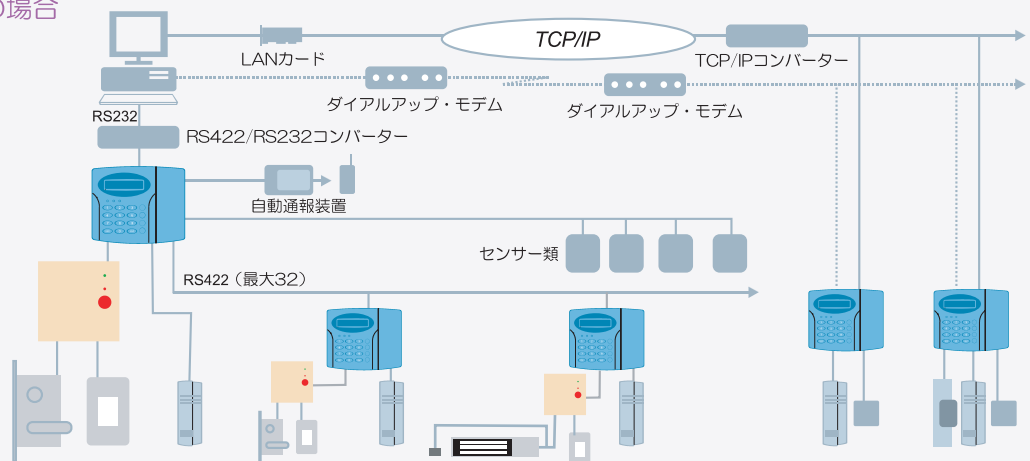 の場合
TCP/IP
LANカード
TCP/IPコンバーター
ダイアルアップ・モデム
ダイアルアップ・モデム
RS232
RS422/RS232コンバーター
自動通報装置
センサー類
RS422（最大32）